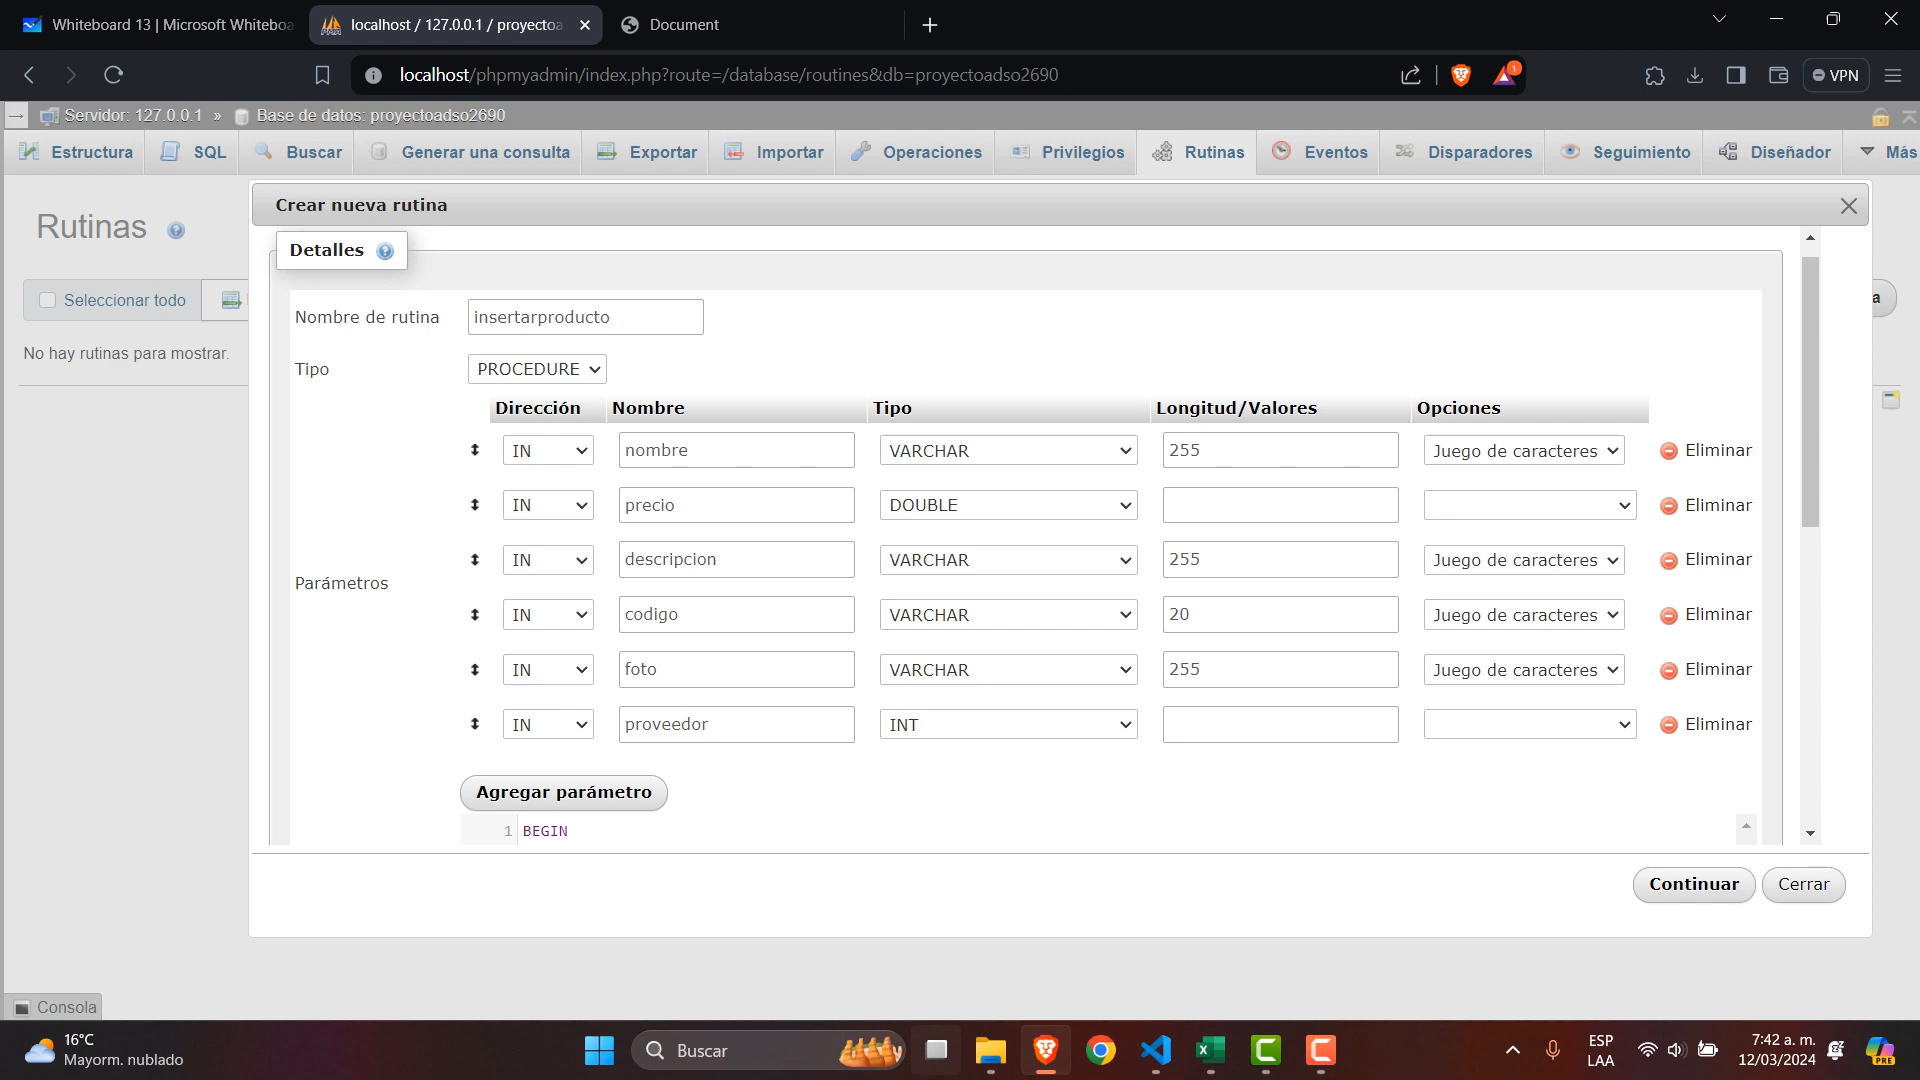 Whiteboard 13 | Microsoft Whiteboa
localhost / 127.0.0.1 / proyectoa
Document
localhost/phpmyadmin/index.php?route=/database/routines&db=proyectoadso2690
1
VPN
Servidor: 127.0.0.1 » Base de datos: proyectoadso2690
Estructura SQL Buscar Generar una consulta Exportar Importar Operaciones Privilegios Rutinas Eventos Disparadores Seguimiento Diseñador Más
Rutinas
Seleccionar todo
No hay rutinas para mostrar.
a
Crear nueva rutina
Detalles
Nombre de rutina insertarproducto
Tipo PROCEDURE
Dirección Nombre Tipo Longitud/Valores Opciones
IN nombre VARCHAR 255 Juego de caracteres Eliminar
IN precio DOUBLE Eliminar
IN descripcion VARCHAR 255 Juego de caracteres Eliminar
Parámetros
IN codigo VARCHAR 20 Juego de caracteres Eliminar
IN foto VARCHAR 255 Juego de caracteres Eliminar
IN proveedor INT Eliminar
Agregar parámetro
1 BEGIN
Continuar Cerrar
Consola
16°C
Mayorm. nublado
Buscar
PRE
ESP
LAA
7:42 a. m.
12/03/2024